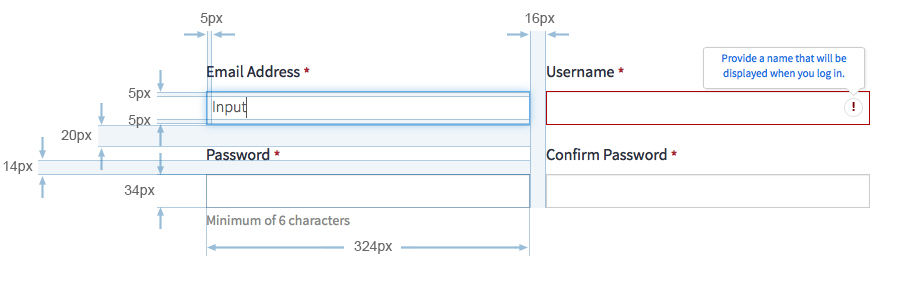 5px
16px
Provide a name that will be
displayed when you log in.
Email Address *
Username *
5px
Input
!
5px
20px
Password *
Confirm Password *
14px
34px
Minimum of 6 characters
324px